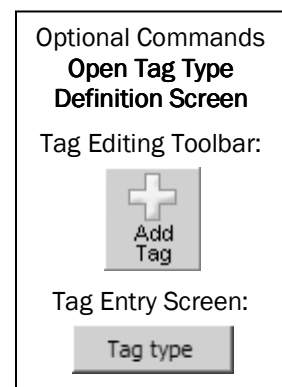 Optional Commands
Open Tag Type
Definition Screen
Tag Editing Toolbar:
Add
Tag
Tag Entry Screen:
Tag type